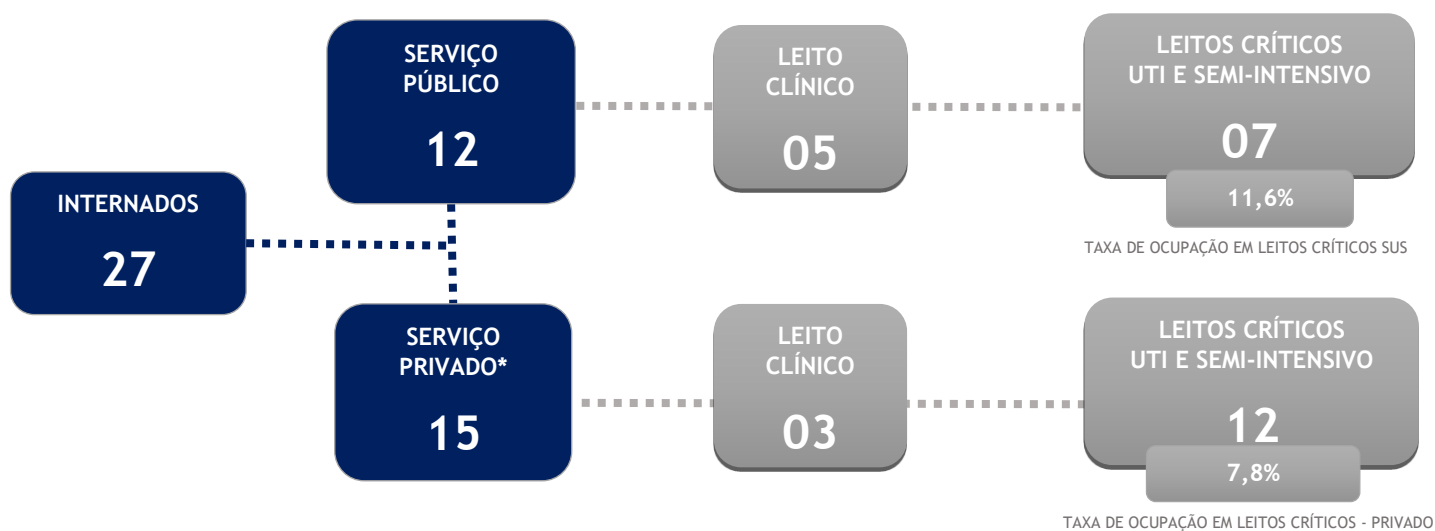 INTERNADOS
27
SERVIÇO
PÚBLICO
12
LEITO
CLÍNICO
05
LEITOS CRÍTICOS
UTI E SEMI-INTENSIVO
07
11,6%
TAXA DE OCUPAÇÃO EM LEITOS CRÍTICOS SUS
SERVIÇO
PRIVADO*
15
LEITO
CLÍNICO
03
LEITOS CRÍTICOS
UTI E SEMI-INTENSIVO
12
7,8%
TAXA DE OCUPAÇÃO EM LEITOS CRÍTICOS - PRIVADO